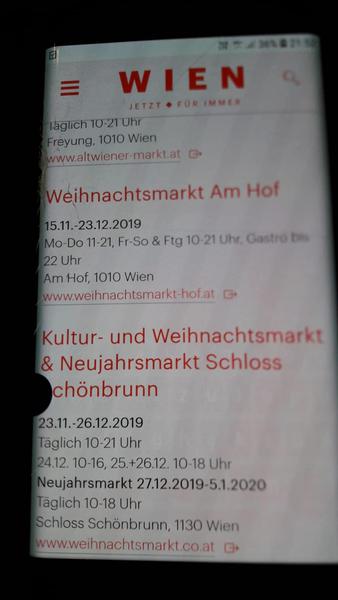 36% 21:52
WIEN
JETZT ◆ FÜR IMMER
Täglich 10-21 Uhr
Freyung, 1010 Wien
www.altwiener-markt.at
Weihnachtsmarkt Am Hof
15.11.-23.12.2019
Mo-Do 11-21, Fr-So & Ftg 10-21 Uhr, Gastro bis
22 Uhr
Am Hof, 1010 Wien
www.weihnachtsmarkt-hof.at
Kultur- und Weihnachtsmarkt
& Neujahrsmarkt Schloss
chönbrunn
23.11.-26.12.2019
Täglich 10-21 Uhr
24.12. 10-16, 25.+26.12. 10-18 Uhr
Neujahrsmarkt 27.12.2019-5.1.2020
Täglich 10-18 Uhr
Schloss Schönbrunn, 1130 Wien
www.weihnachtsmarkt.co.at